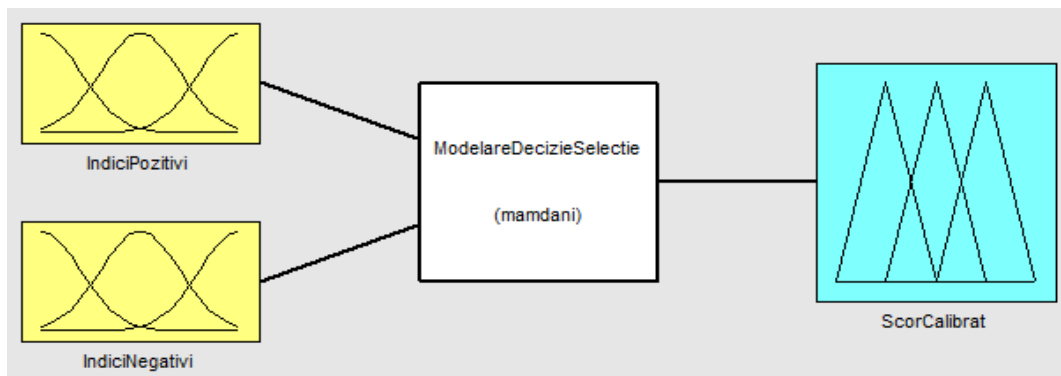 IndiciPozitivi
ModelareDecizieSelectie
(mamdani)
IndiciNegativi
ScorCalibrat